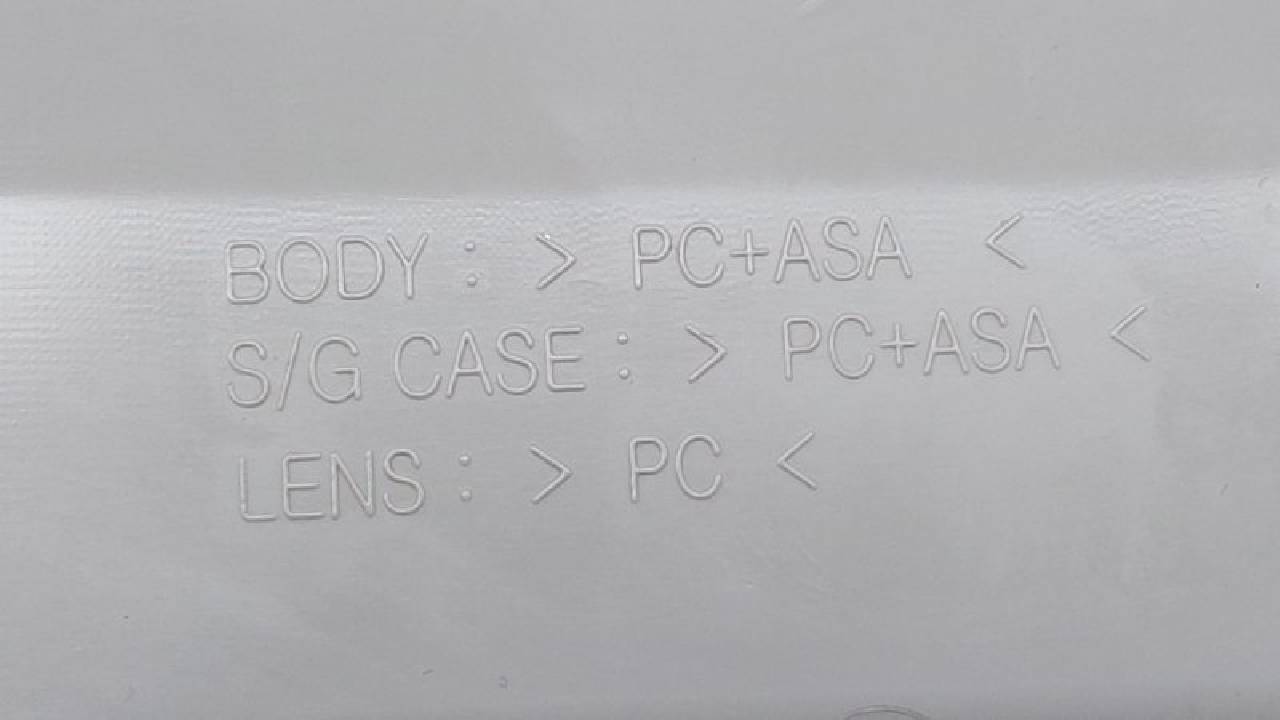 BODY : > PC+ASA <
S/G CASE : > PC+ASA <
LENS : > PC <